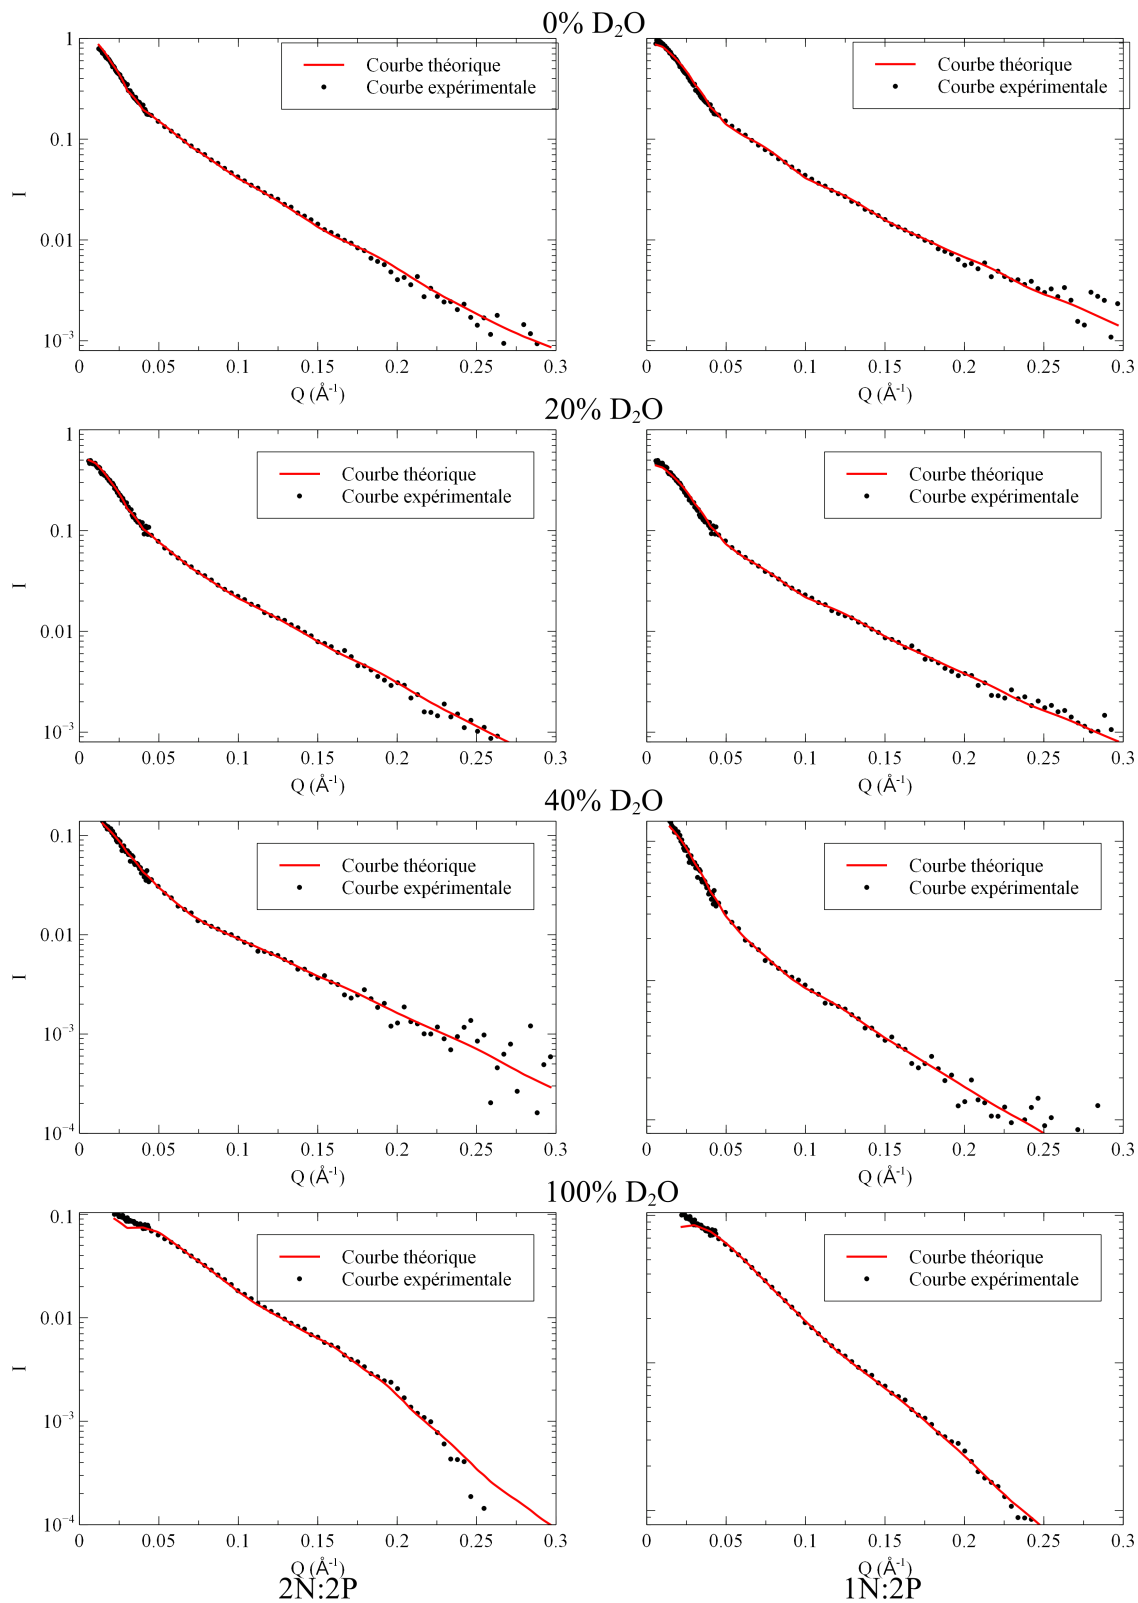 0% D₂O
1
0.1
0.01
10⁻³
I
0
0.05
0.1
0.15
0.2
0.25
0.3
Q (Å⁻¹)
Courbe théorique
Courbe expérimentale
0
0.05
0.1
0.15
0.2
0.25
0.3
Q (Å⁻¹)
Courbe théorique
Courbe expérimentale
20% D₂O
1
0.1
0.01
10⁻³
I
0
0.05
0.1
0.15
0.2
0.25
0.3
Q (Å⁻¹)
Courbe théorique
Courbe expérimentale
0
0.05
0.1
0.15
0.2
0.25
0.3
Q (Å⁻¹)
Courbe théorique
Courbe expérimentale
40% D₂O
0.1
0.01
10⁻³
10⁻⁴
I
0
0.05
0.1
0.15
0.2
0.25
0.3
Q (Å⁻¹)
Courbe théorique
Courbe expérimentale
0
0.05
0.1
0.15
0.2
0.25
0.3
Q (Å⁻¹)
Courbe théorique
Courbe expérimentale
100% D₂O
0.1
0.01
10⁻³
10⁻⁴
I
0
0.05
0.1
0.15
0.2
0.25
0.3
Q (Å⁻¹)
Courbe théorique
Courbe expérimentale
0
0.05
0.1
0.15
0.2
0.25
0.3
Q (Å⁻¹)
Courbe théorique
Courbe expérimentale
2N:2P
1N:2P